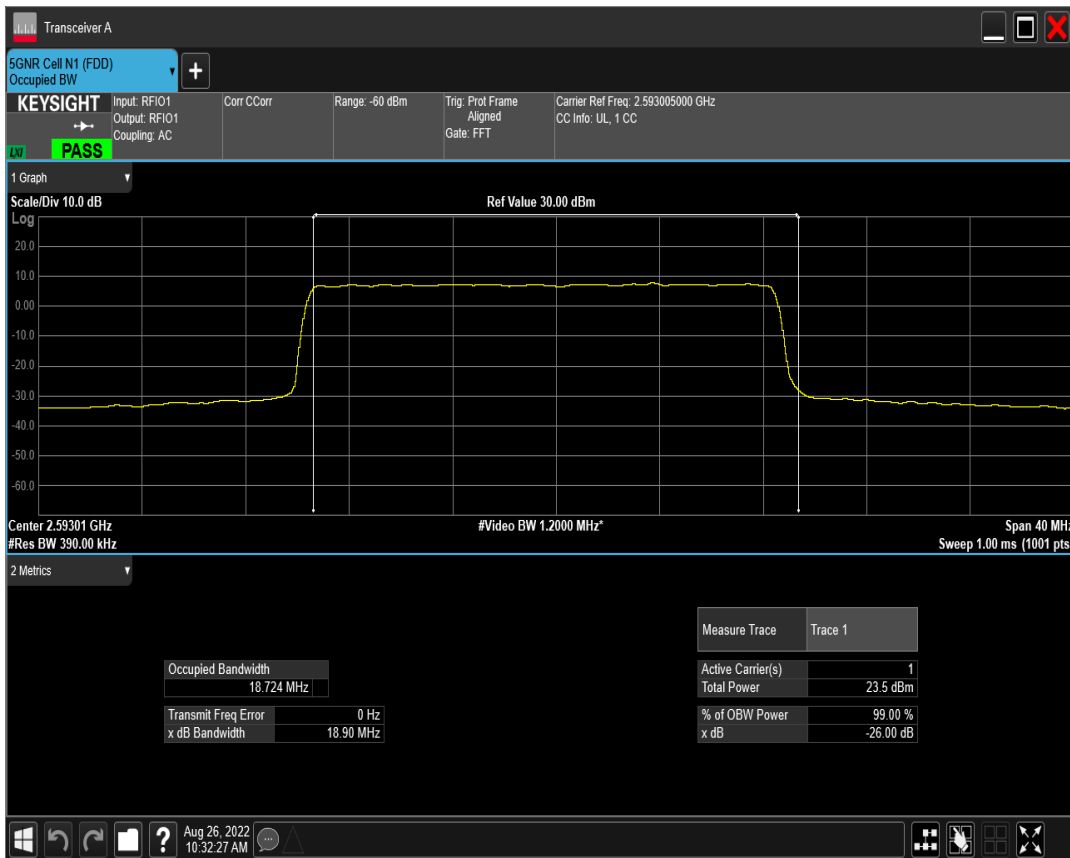 Transceiver A
5GNR Cell N1 (FDD)
Occupied BW
+
KEYSIGHT
LXI
PASS
Input: RFIO1
Output: RFIO1
Coupling: AC
Corr CCorr
Range: -60 dBm
Trig: Prot Frame
Aligned
Gate: FFT
Carrier Ref Freq: 2.593005000 GHz
CC Info: UL, 1 CC
1 Graph
Scale/Div 10.0 dB
Ref Value 30.00 dBm
Log
20.0
10.0
0.00
-10.0
-20.0
-30.0
-40.0
-50.0
-60.0
Center 2.59301 GHz
#Video BW 1.2000 MHz*
Span 40 MHz
#Res BW 390.00 kHz
Sweep 1.00 ms (1001 pts
2 Metrics
Measure Trace Trace 1
Occupied Bandwidth
18.724 MHz
Transmit Freq Error 0 Hz
x dB Bandwidth 18.90 MHz
Active Carrier(s) 1
Total Power 23.5 dBm
% of OBW Power 99.00 %
x dB -26.00 dB
?
Aug 26, 2022
10:32:27 AM